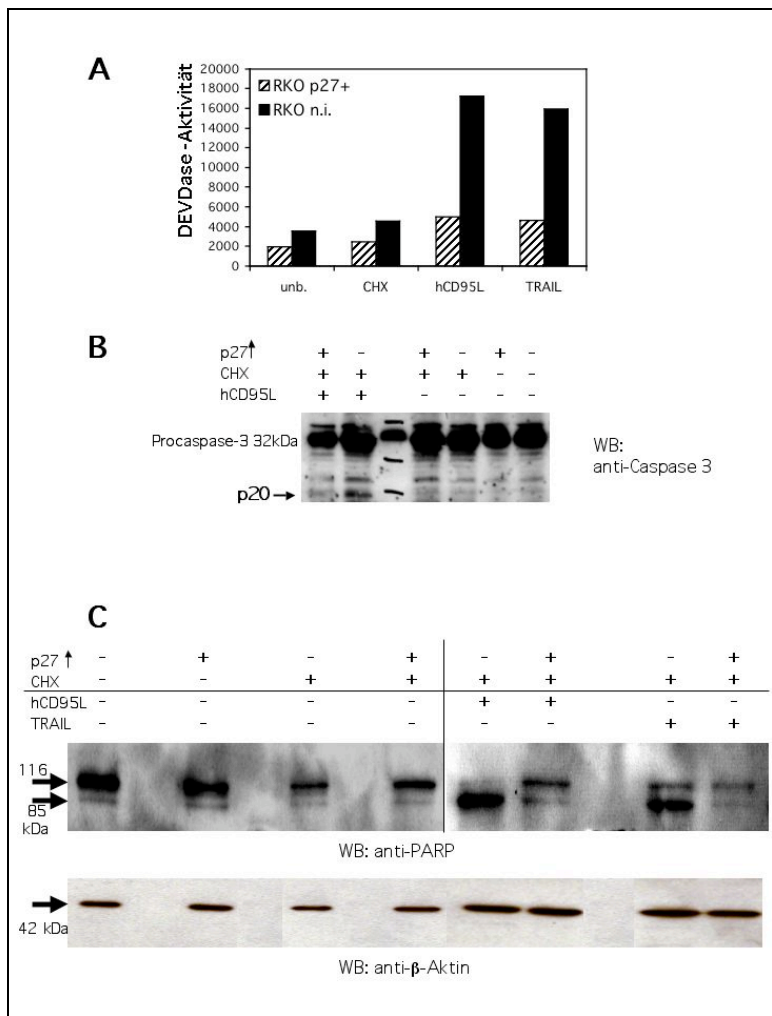 A
DEVDase-Aktivität
20000
18000
16000
14000
12000
10000
8000
6000
4000
2000
0
RKO p27+
RKO n.i.
unb. CHX hCD95L TRAIL
B
p27↑ + - + - + -
CHX + + + + - -
hCD95L + + - - - -
Procaspase-3 32kDa
p20 →
WB:
anti-Caspase 3
C
p27 ↑ - + - + - + - +
CHX - - + + + + + +
hCD95L - - - - + +
TRAIL - - - - + +
116
85
kDa
WB: anti-PARP
42 kDa
WB: anti-β-Aktin